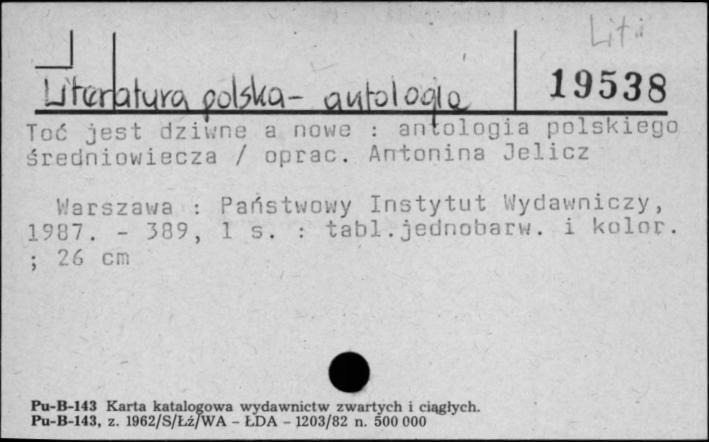 Lit.
Literatura polska – antologie
19538
Toć jest dziwne a nowe : antologia polskiego
średniowiecza / oprac. Antonina Jelicz
Warszawa : Państwowy Instytut Wydawniczy,
1987. - 389, 1 s. : tabl.jednobarw. i kolor.
; 26 cm
Pu-B-143 Karta katalogowa wydawnictw zwartych i ciągłych.
Pu-B-143, z. 1962/S/Łź/WA – ŁDA – 1203/82 n. 500 000